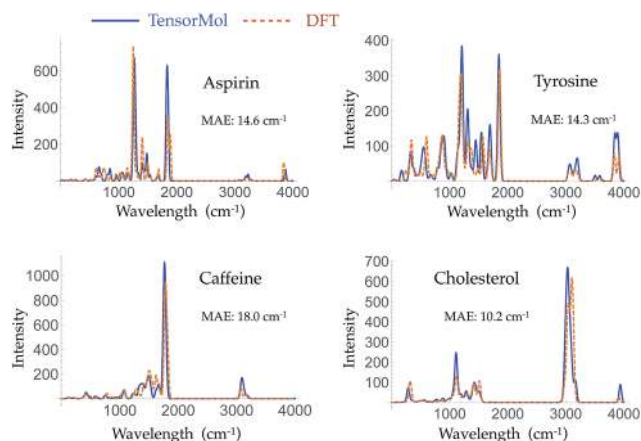 TensorMol DFT
600
400
200
Intensity
Aspirin
MAE: 14.6 cm-1
1000 2000 3000 4000
Wavelength (cm-1)
400
300
200
100
Intensity
Tyrosine
MAE: 14.3 cm-1
0 1000 2000 3000 4000
Wavelength (cm-1)
1000
800
600
400
200
Intensity
Caffeine
MAE: 18.0 cm-1
1000 2000 3000 4000
Wavelength (cm-1)
700
600
500
400
300
200
100
Intensity
Cholesterol
MAE: 10.2 cm-1
0 1000 2000 3000 4000
Wavelength (cm-1)